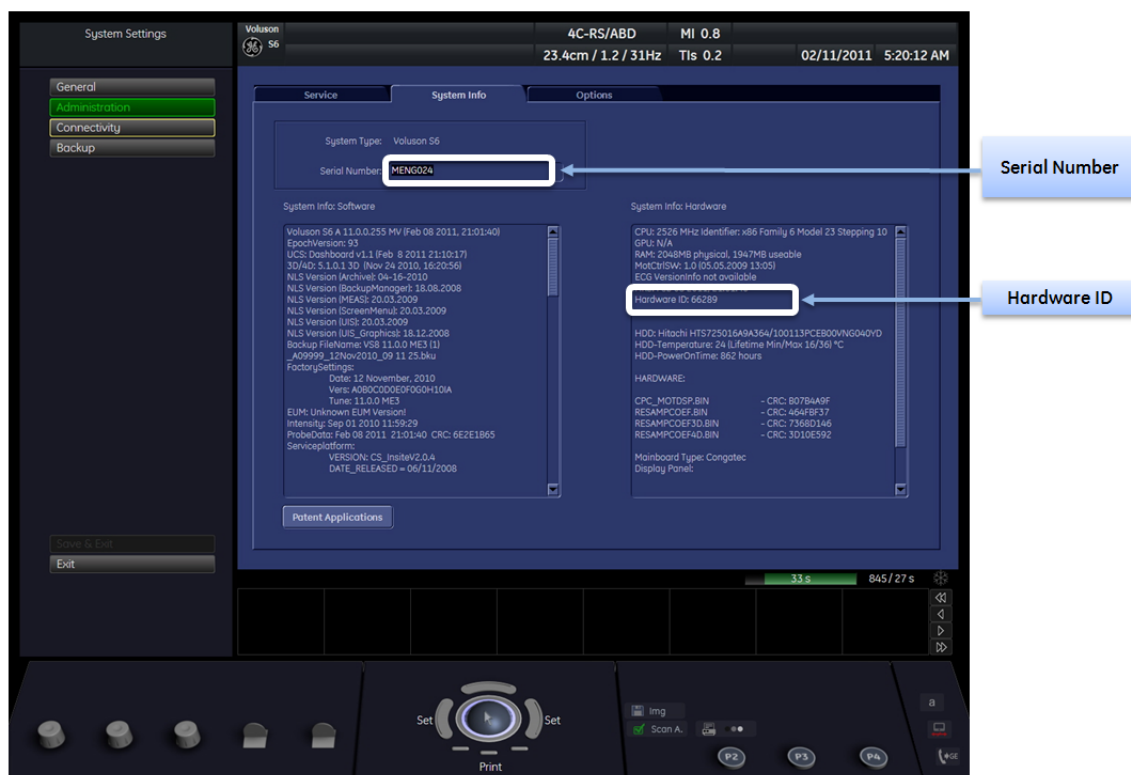 System Settings
General
Administration
Connectivity
Backup
Save & Exit
Exit
Voluson
S6
4C-RS/ABD MI 0.8
23.4cm / 1.2 / 31Hz TIs 0.2 02/11/2011 5:20:12 AM
Service System Info Options
System Type: Voluson S6
Serial Number: MENG024
System Info: Software
Voluson S6 A 11.0.0.255 MV (Feb 08 2011, 21:01:40)
EpochVersion: 93
UCS: Dashboard v1.1 (Feb 8 2011 21:10:17)
3D/4D: 5.1.0.1 3D (Nov 24 2010, 16:20:56)
NLS Version (Archive): 04-16-2010
NLS Version (BackupManager): 18.08.2008
NLS Version (MEAS): 20.03.2009
NLS Version (ScreenMenu): 20.03.2009
NLS Version (UIS): 20.03.2009
NLS Version (UIS_Graphics): 18.12.2008
Backup FileName: VS8 11.0.0 ME3 (1)
_A09999_12Nov2010_09 11 25.bku
FactorySettings:
Date: 12 November, 2010
Vers: A0B0C0D0E0F0G0H10IA
Tune: 11.0.0 ME3
EUM: Unknown EUM Version!
Intensity: Sep 01 2010 11:59:29
ProbeData: Feb 08 2011 21:01:40 CRC: 6E2E1865
Serviceplatform:
VERSION: CS_InsiteV2.0.4
DATE_RELEASED = 06/11/2008
Patent Applications
System Info: Hardware
CPU: 2526 MHz Identifier: x86 Family 6 Model 23 Stepping 10
GPU: N/A
RAM: 2048MB physical, 1947MB useable
MotCtrlSW: 1.0 (05.05.2009 13:05)
ECG VersionInfo not available
Hardware ID: 66289
HDD: Hitachi HTS725016A9A364/100113PCEB00VNG040YD
HDD-Temperature: 24 (Lifetime Min/Max 16/36) °C
HDD-PowerOnTime: 862 hours
HARDWARE:
CPC_MOTDSP.BIN - CRC: B07B4A9F
RESAMPCOEF.BIN - CRC: 464FBF37
RESAMPCOEF3D.BIN - CRC: 7368D146
RESAMPCOEF4D.BIN - CRC: 3D10E592
Mainboard Type: Congatec
Display Panel:
Serial Number
Hardware ID
33 s 845 / 27 s
Set Set
Print
Img
Scan A.
P2 P3 P4
a
GE